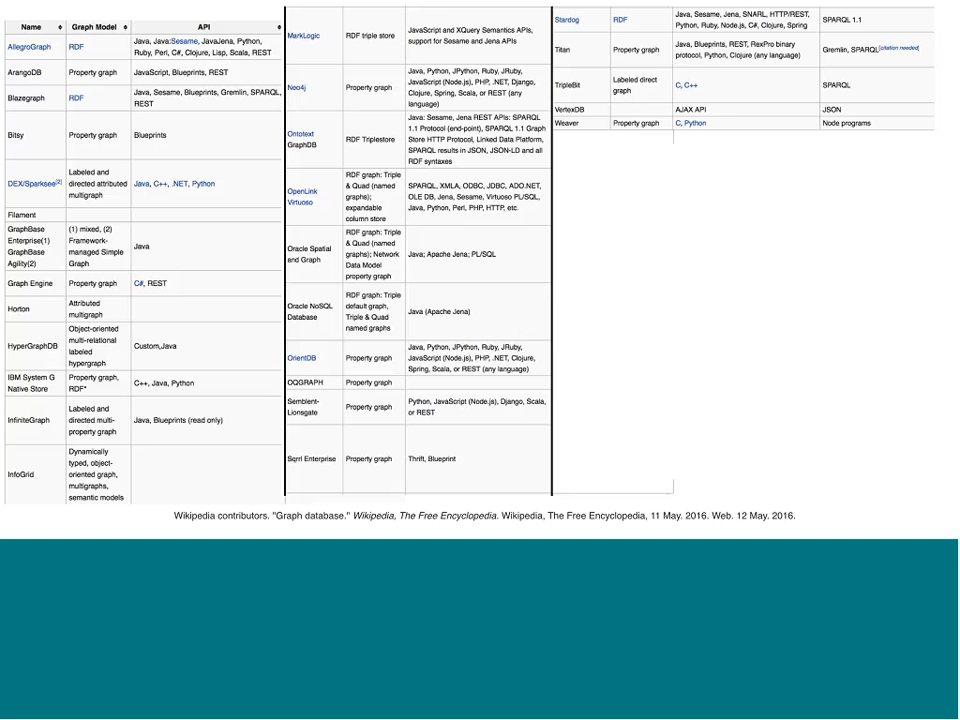 Name
Graph Model
API
AllegroGraph
RDF
Java, Java:Sesame, JavaJena, Python,
Ruby, Perl, C#, Clojure, Lisp, Scala, REST
ArangoDB
Property graph
JavaScript, Blueprints, REST
Blazegraph
RDF
Java, Sesame, Blueprints, Gremlin, SPARQL,
REST
Bitsy
Property graph
Blueprints
DEX/Sparksee[2]
Labeled and
directed attributed
multigraph
Java, C++, .NET, Python
Filament
GraphBase
Enterprise(1)
GraphBase
Agility(2)
(1) mixed, (2)
Framework-
managed Simple
Graph
Java
Graph Engine
Property graph
C#, REST
Horton
Attributed
multigraph
HyperGraphDB
Object-oriented
multi-relational
labeled
hypergraph
Custom,Java
IBM System G
Native Store
Property graph,
RDF*
C++, Java, Python
InfiniteGraph
Labeled and
directed multi-
property graph
Java, Blueprints (read only)
InfoGrid
Dynamically
typed, object-
oriented graph,
multigraphs,
semantic models
MarkLogic
RDF triple store
JavaScript and XQuery Semantics APIs,
support for Sesame and Jena APIs
Neo4j
Property graph
Java, Python, JPython, Ruby, JRuby,
JavaScript (Node.js), PHP, .NET, Django,
Clojure, Spring, Scala, or REST (any
language)
Ontotext
GraphDB
RDF Triplestore
Java: Sesame, Jena REST APIs: SPARQL
1.1 Protocol (end-point), SPARQL 1.1 Graph
Store HTTP Protocol, Linked Data Platform,
SPARQL results in JSON, JSON-LD and all
RDF syntaxes
OpenLink
Virtuoso
RDF graph: Triple
& Quad (named
graphs);
expandable
column store
SPARQL, XMLA, ODBC, JDBC, ADO.NET,
OLE DB, Jena, Sesame, Virtuoso PL/SQL,
Java, Python, Perl, PHP, HTTP, etc.
Oracle Spatial
and Graph
RDF graph: Triple
& Quad (named
graphs); Network
Data Model
property graph
Java; Apache Jena; PL/SQL
Oracle NoSQL
Database
RDF graph: Triple
default graph,
Triple & Quad
named graphs
Java (Apache Jena)
OrientDB
Property graph
Java, Python, JPython, Ruby, JRuby,
JavaScript (Node.js), PHP, .NET, Clojure,
Spring, Scala, or REST (any language)
OQGRAPH
Property graph
Semblent-
Lionsgate
Property graph
Python, JavaScript (Node.js), Django, Scala,
or REST
Sqrrl Enterprise
Property graph
Thrift, Blueprint
Stardog
RDF
Java, Sesame, Jena, SNARL, HTTP/REST,
Python, Ruby, Node.js, C#, Clojure, Spring
SPARQL 1.1
Titan
Property graph
Java, Blueprints, REST, RexPro binary
protocol, Python, Clojure (any language)
Gremlin, SPARQL[citation needed]
TripleBit
Labeled direct
graph
C, C++
SPARQL
VertexDB
AJAX API
JSON
Weaver
Property graph
C, Python
Node programs
Wikipedia contributors. "Graph database." Wikipedia, The Free Encyclopedia. Wikipedia, The Free Encyclopedia, 11 May. 2016. Web. 12 May. 2016.